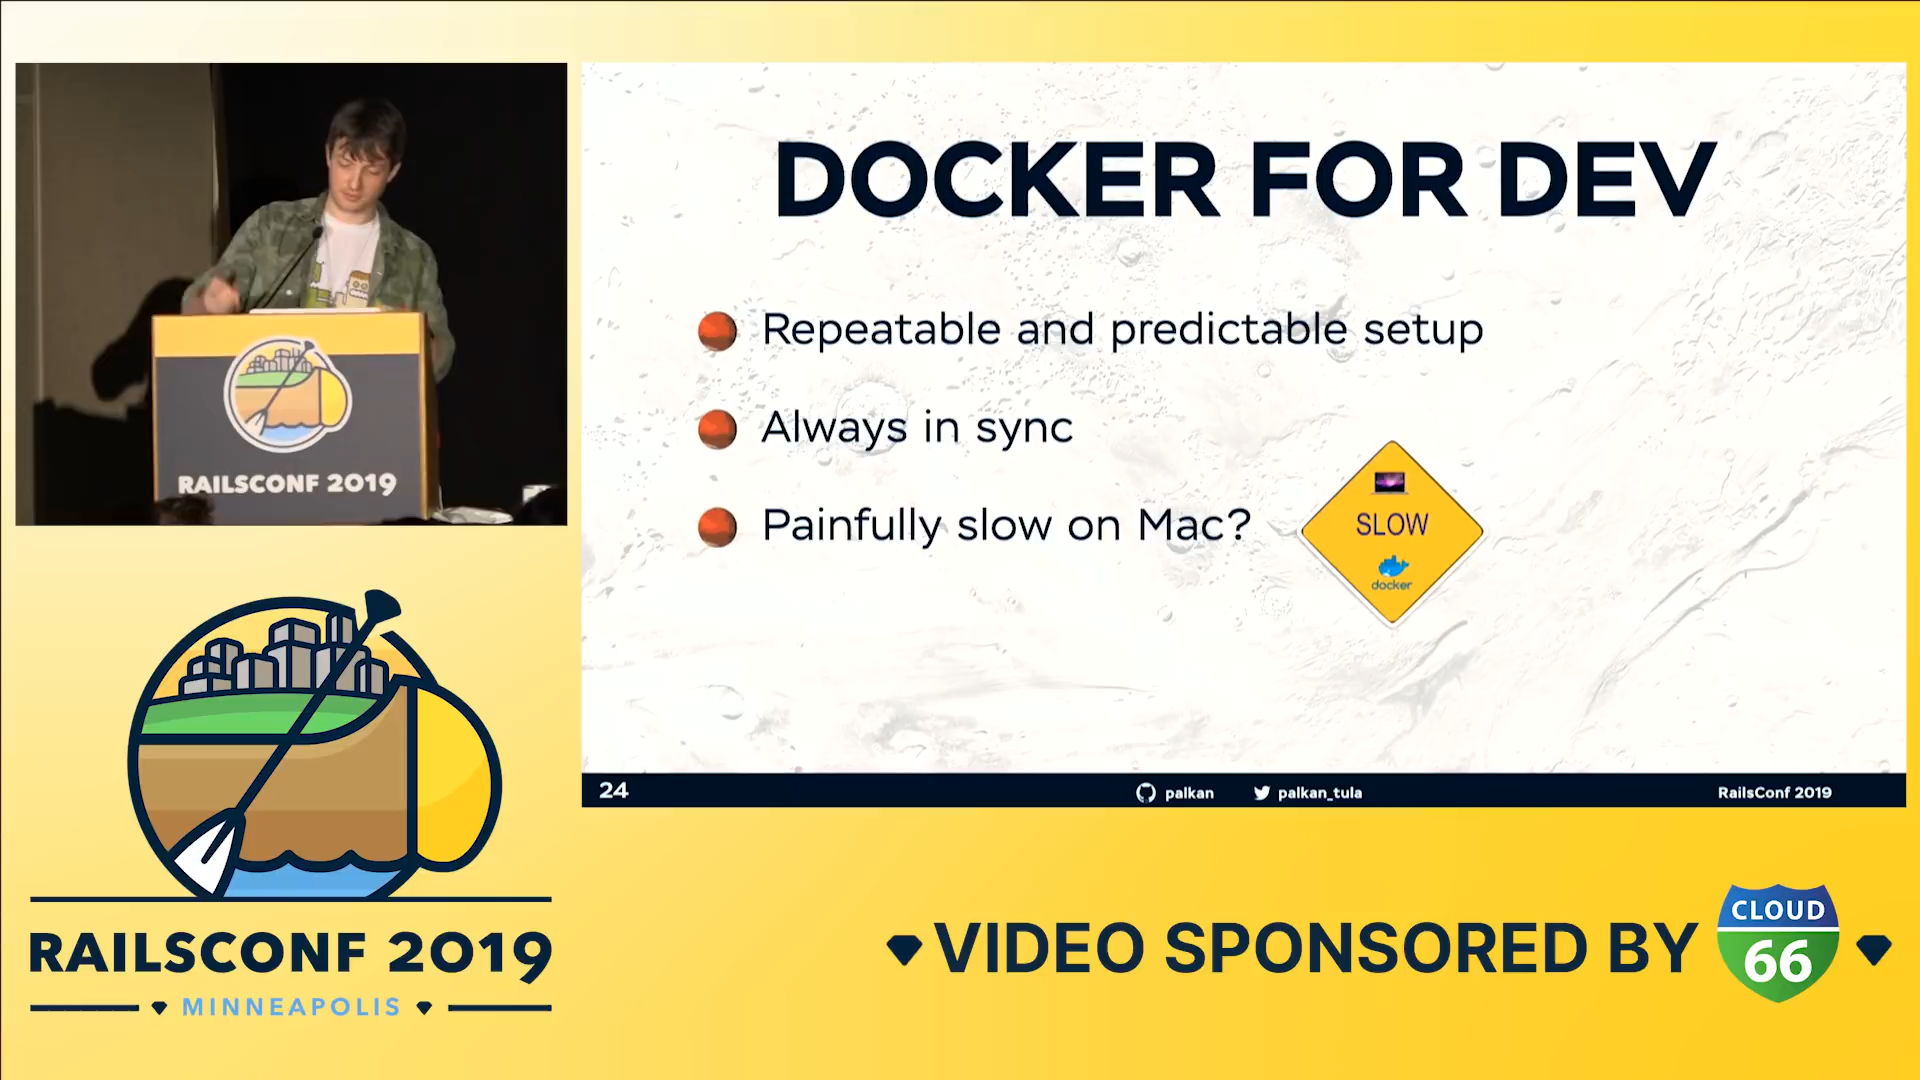 DOCKER FOR DEV
Repeatable and predictable setup
Always in sync
Painfully slow on Mac?
SLOW
docker
24
palkan
palkan_tula
RailsConf 2019
RAILSCONF 2019
RAILSCONF 2019
MINNEAPOLIS
VIDEO SPONSORED BY
CLOUD
66